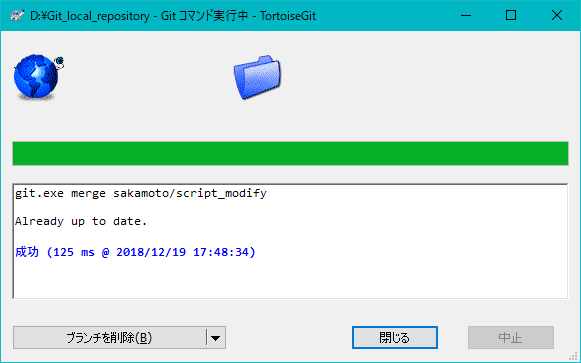 D:¥Git_local_repository - Git コマンド実行中 - TortoiseGit
git.exe merge sakamoto/script_modify
Already up to date.
成功 (125 ms @ 2018/12/19 17:48:34)
ブランチを削除(B)
閉じる
中止